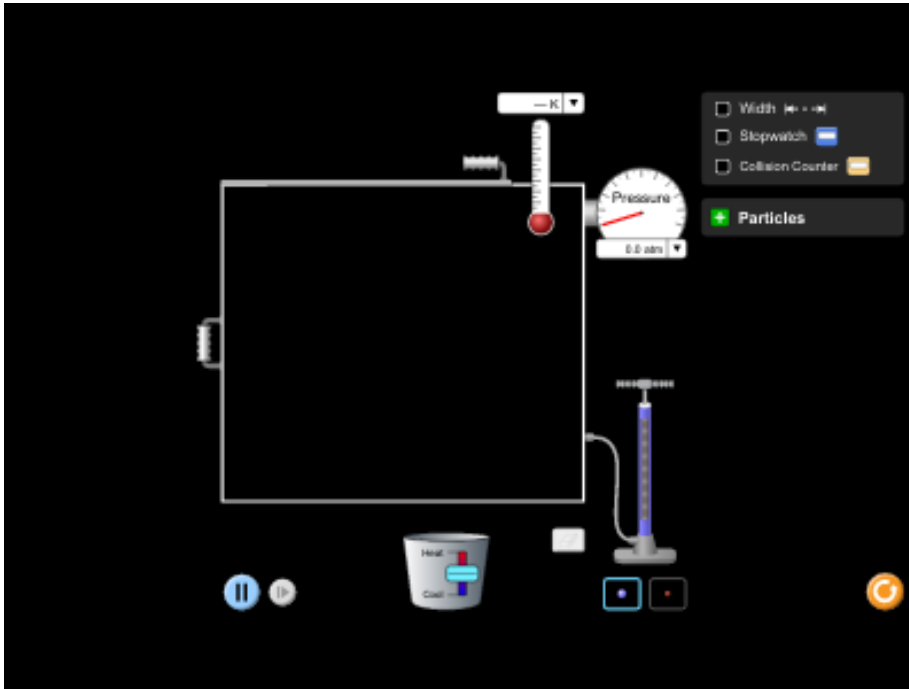 — K
Width
Stopwatch
Collision Counter
Pressure
Particles
0.0 atm
Heat
Cool